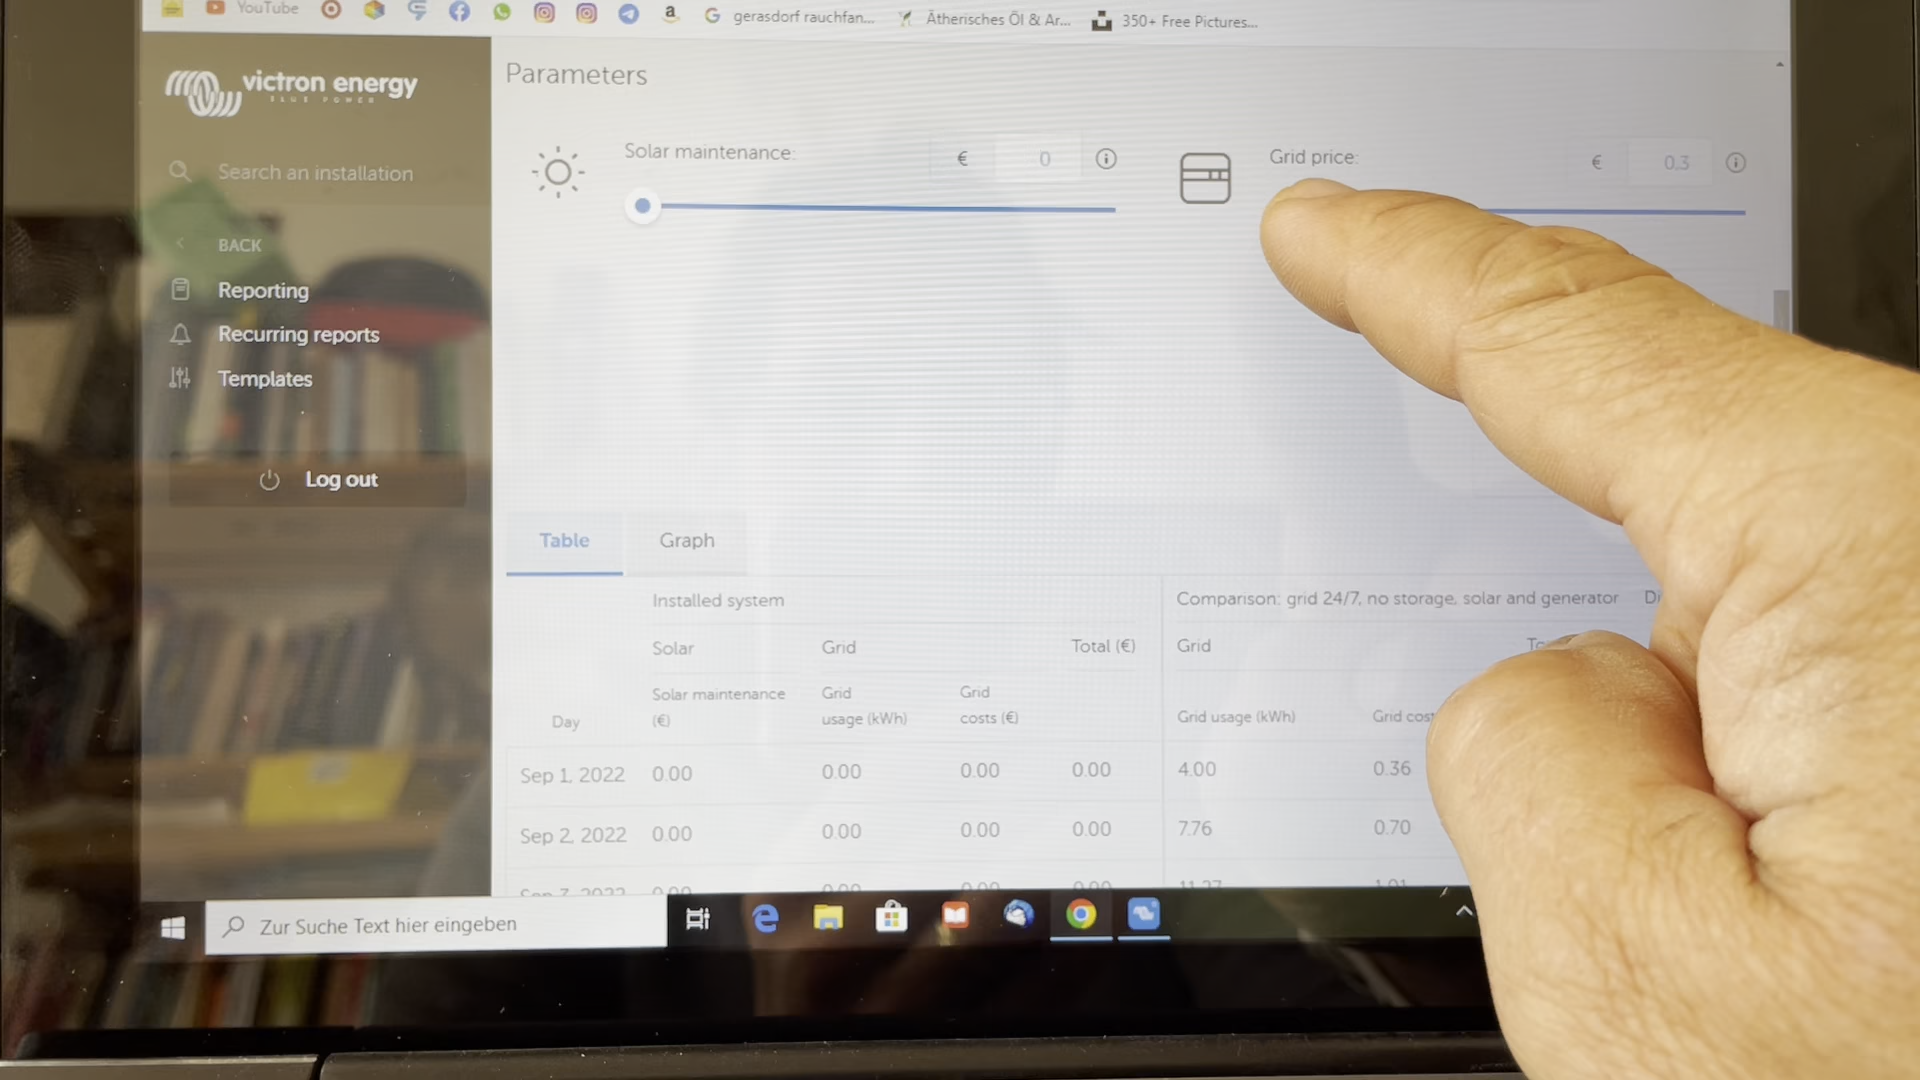 YouTube
a
G gerasdorf rauchfan...
Ätherisches Öl & Ar...
350+ Free Pictures...
victron energy
BLUE POWER
Search an installation
BACK
Reporting
Recurring reports
Templates
Log out
Parameters
Solar maintenance: € 0
Grid price: € 0.3
Table Graph
Installed system Comparison: grid 24/7, no storage, solar and generator
Solar Grid Total (€) Grid
Solar maintenance Grid Grid
Day (€) usage (kWh) costs (€) Grid usage (kWh) Grid
Sep 1, 2022 0.00 0.00 0.00 0.00 4.00 0.36
Sep 2, 2022 0.00 0.00 0.00 0.00 7.76 0.70
Zur Suche Text hier eingeben